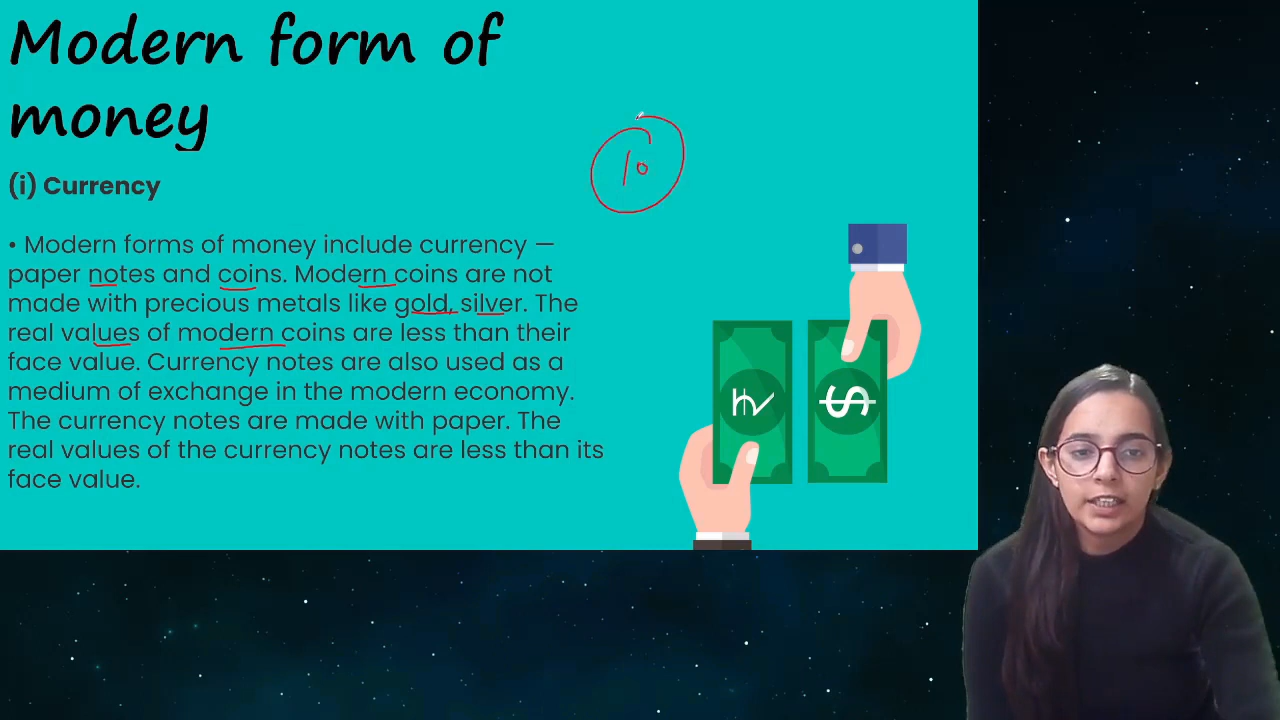 Modern form of
money
(i) Currency
• Modern forms of money include currency —
paper notes and coins. Modern coins are not
made with precious metals like gold, silver. The
real values of modern coins are less than their
face value. Currency notes are also used as a
medium of exchange in the modern economy.
The currency notes are made with paper. The
real values of the currency notes are less than its
face value.
10
₹
$